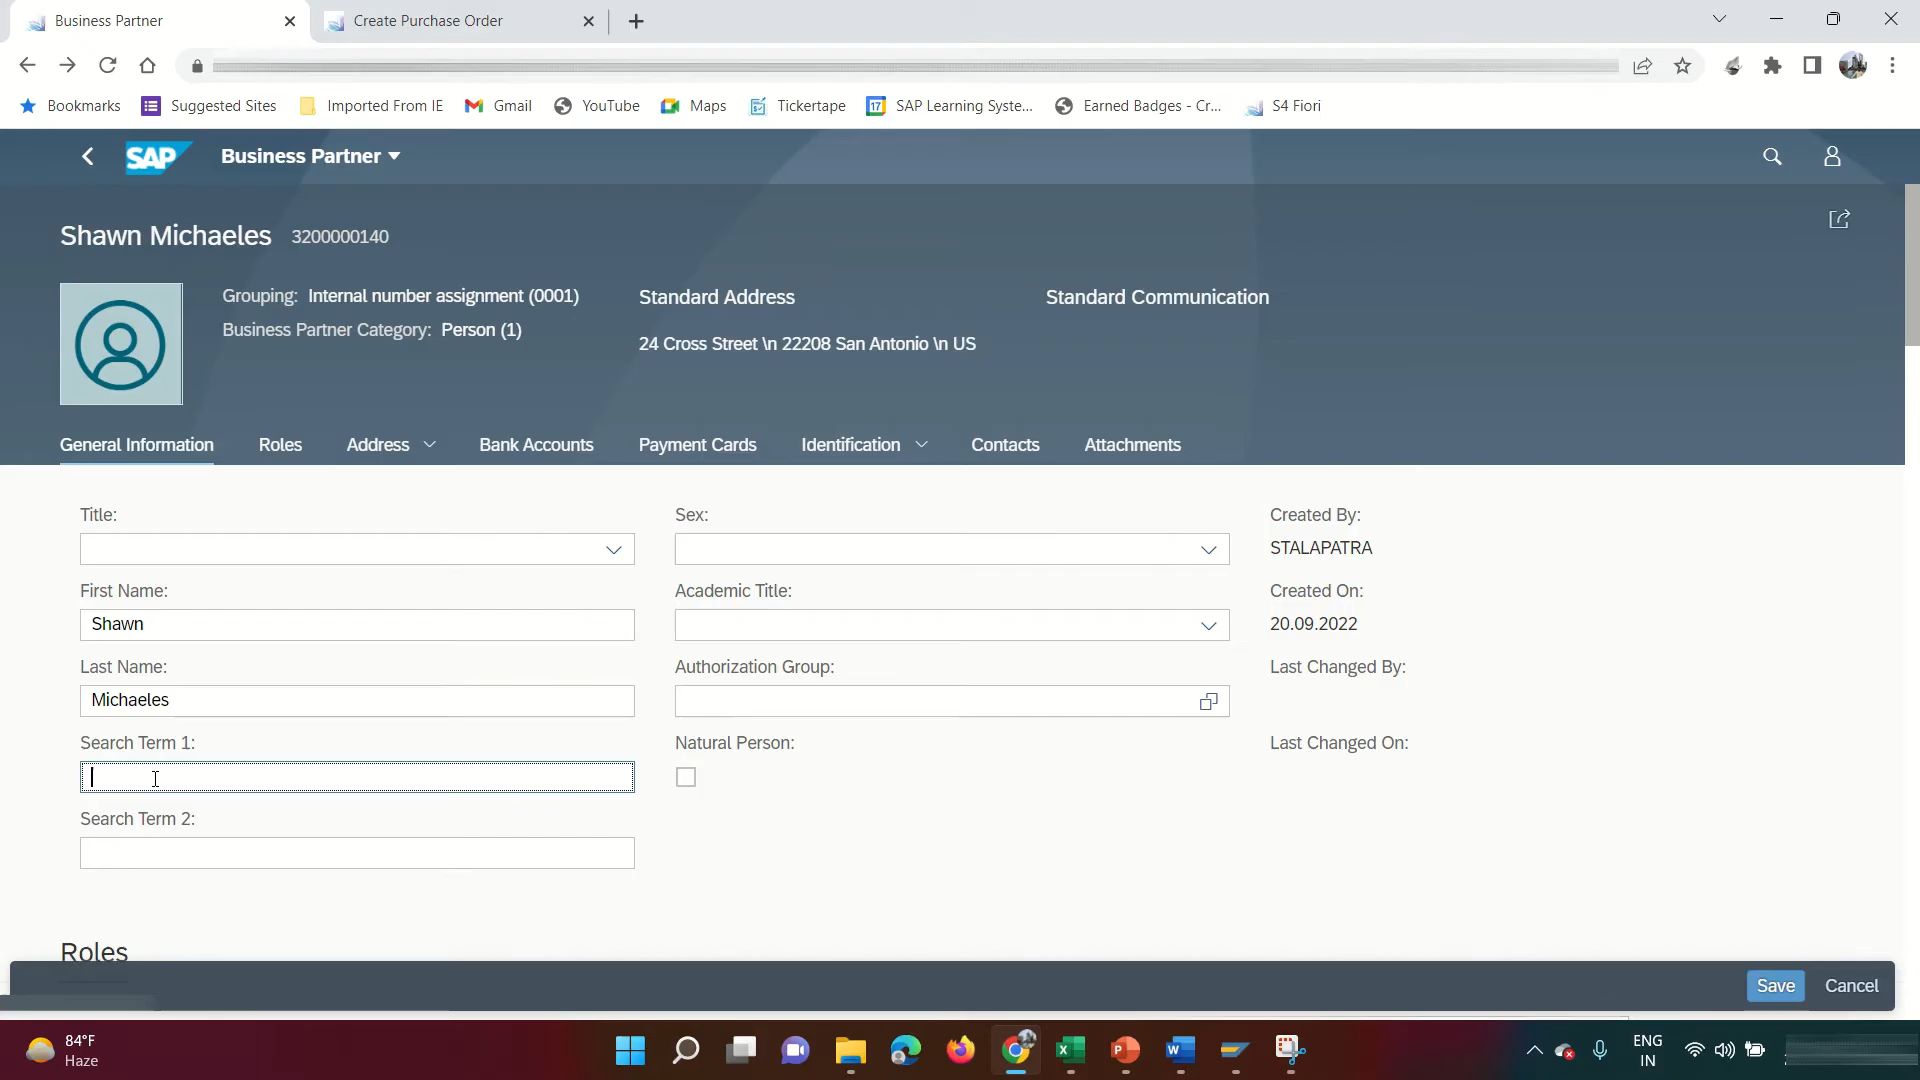 Business Partner
Create Purchase Order
Bookmarks
Suggested Sites
Imported From IE
Gmail
YouTube
Maps
Tickertape
17
SAP Learning Syste...
Earned Badges - Cr...
S4 Fiori
SAP
Business Partner
Shawn Michaeles 3200000140
Grouping: Internal number assignment (0001)
Business Partner Category: Person (1)
Standard Address
24 Cross Street \n 22208 San Antonio \n US
Standard Communication
General Information
Roles
Address
Bank Accounts
Payment Cards
Identification
Contacts
Attachments
Title:
First Name:
Shawn
Last Name:
Michaeles
Search Term 1:
Search Term 2:
Sex:
Academic Title:
Authorization Group:
Natural Person:
Created By:
STALAPATRA
Created On:
20.09.2022
Last Changed By:
Last Changed On:
Roles
Save
Cancel
84°F
Haze
X
P
W
ENG
IN